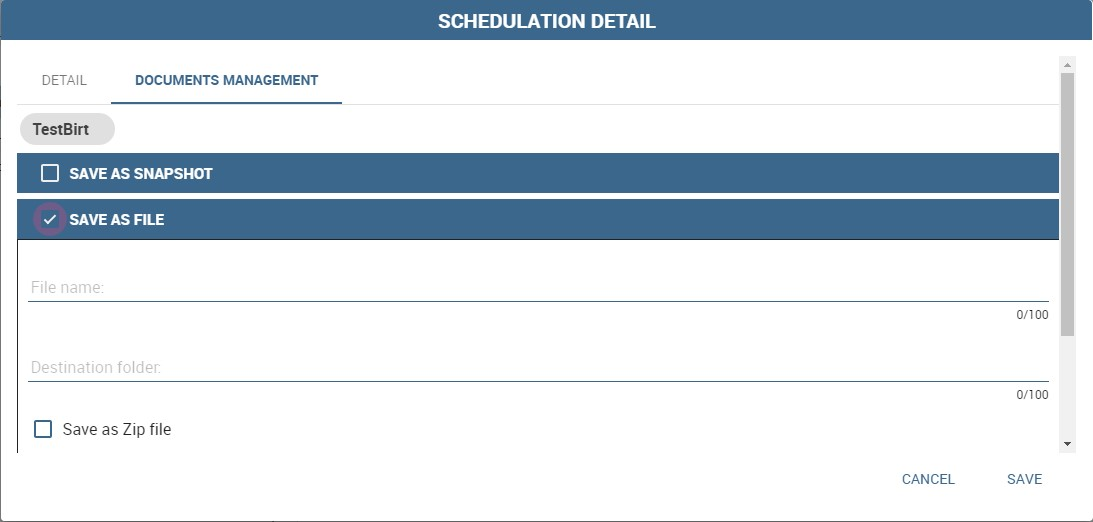 SCHEDULATION DETAIL
DETAIL
DOCUMENTS MANAGEMENT
TestBirt
SAVE AS SNAPSHOT
SAVE AS FILE
File name:
0/100
Destination folder:
0/100
Save as Zip file
CANCEL
SAVE